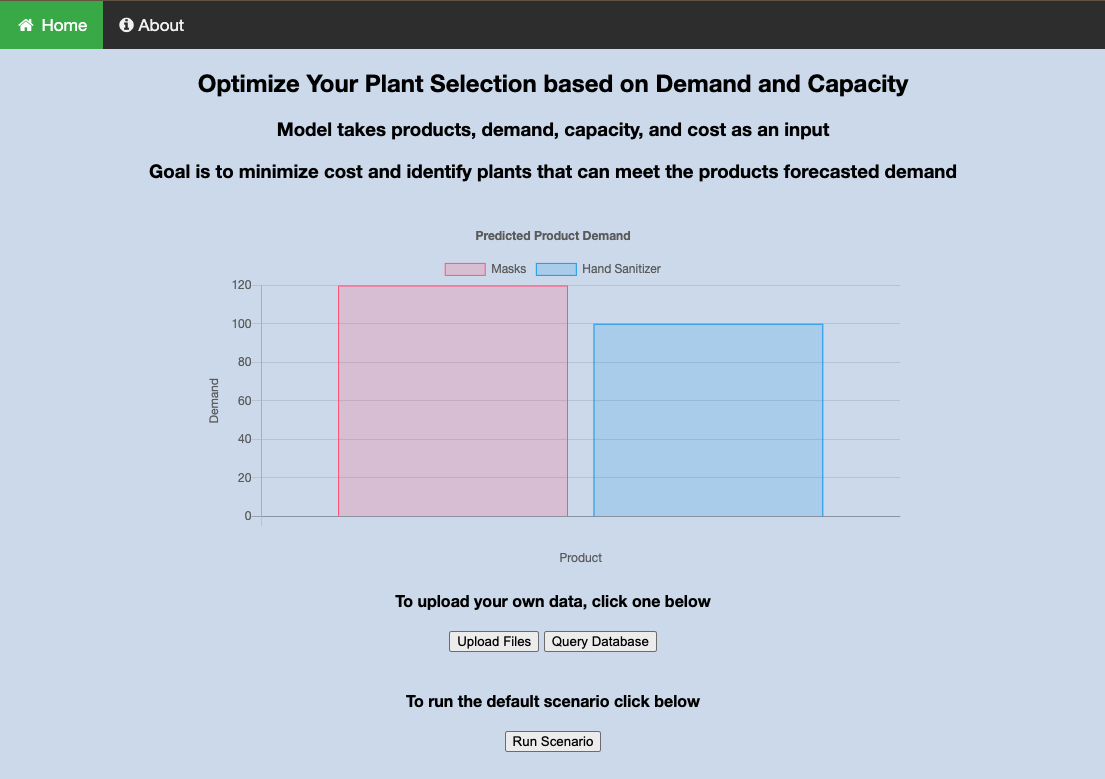 Home About
Optimize Your Plant Selection based on Demand and Capacity
Model takes products, demand, capacity, and cost as an input
Goal is to minimize cost and identify plants that can meet the products forecasted demand
Predicted Product Demand
Masks Hand Sanitizer
120
100
80
60
40
20
0
Demand
Product
To upload your own data, click one below
Upload Files Query Database
To run the default scenario click below
Run Scenario